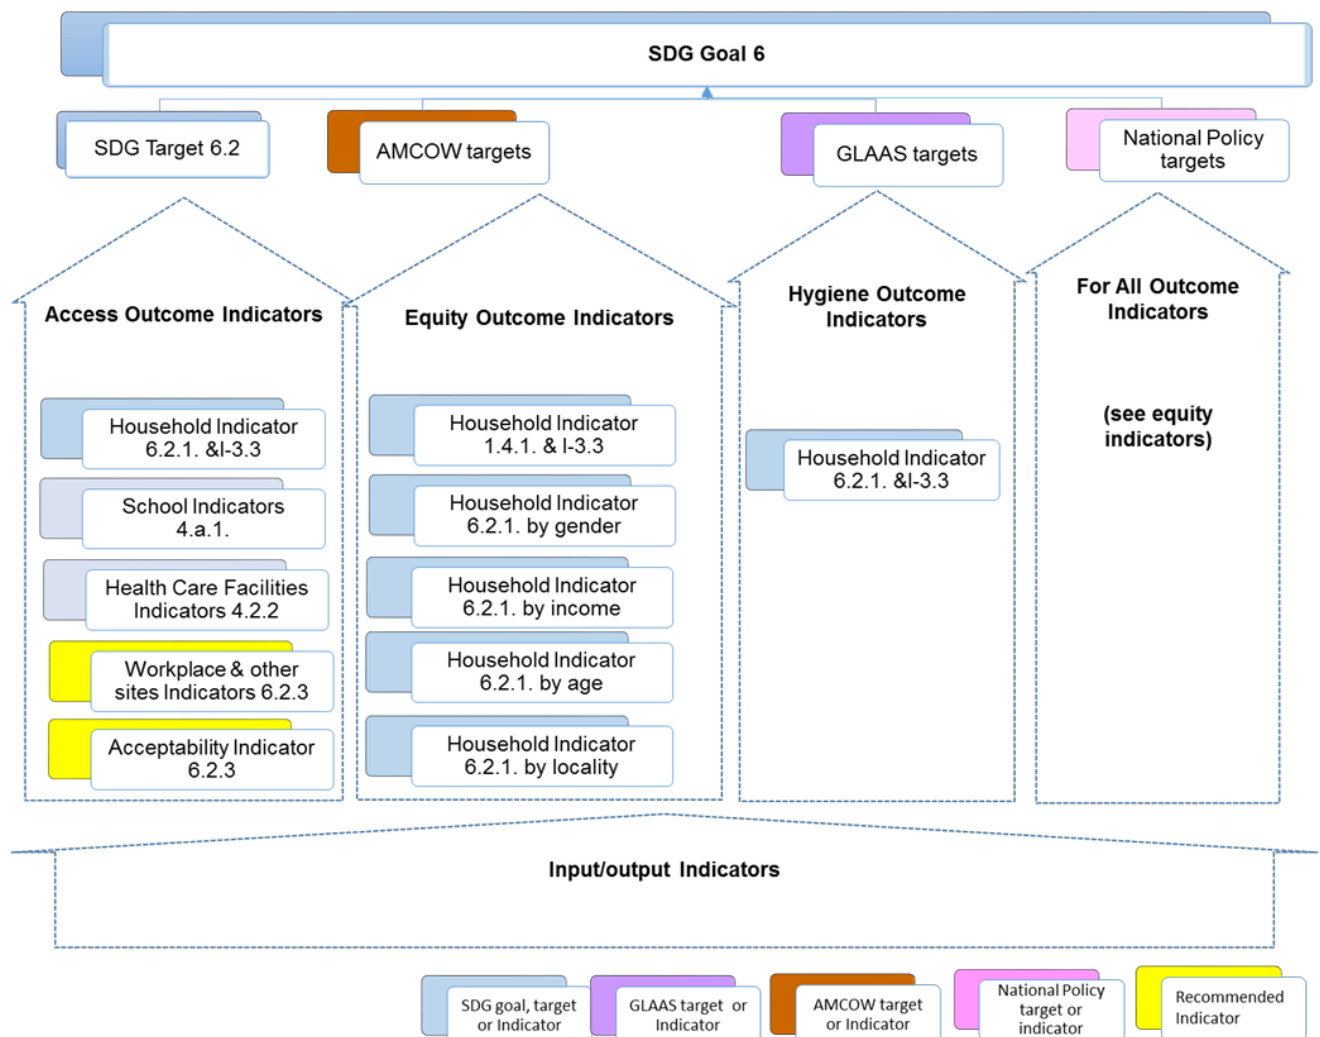 SDG Goal 6
SDG Target 6.2
AMCOW targets
GLAAS targets
National Policy
targets
Access Outcome Indicators
Household Indicator
6.2.1. &I-3.3
School Indicators
4.a.1.
Health Care Facilities
Indicators 4.2.2
Workplace & other
sites Indicators 6.2.3
Acceptability Indicator
6.2.3
Equity Outcome Indicators
Household Indicator
1.4.1. & I-3.3
Household Indicator
6.2.1. by gender
Household Indicator
6.2.1. by income
Household Indicator
6.2.1. by age
Household Indicator
6.2.1. by locality
Hygiene Outcome
Indicators
Household Indicator
6.2.1. &I-3.3
For All Outcome
Indicators
(see equity
indicators)
Input/output Indicators
SDG goal, target
or Indicator
GLAAS target or
Indicator
AMCOW target
or Indicator
National Policy
target or
indicator
Recommended
Indicator